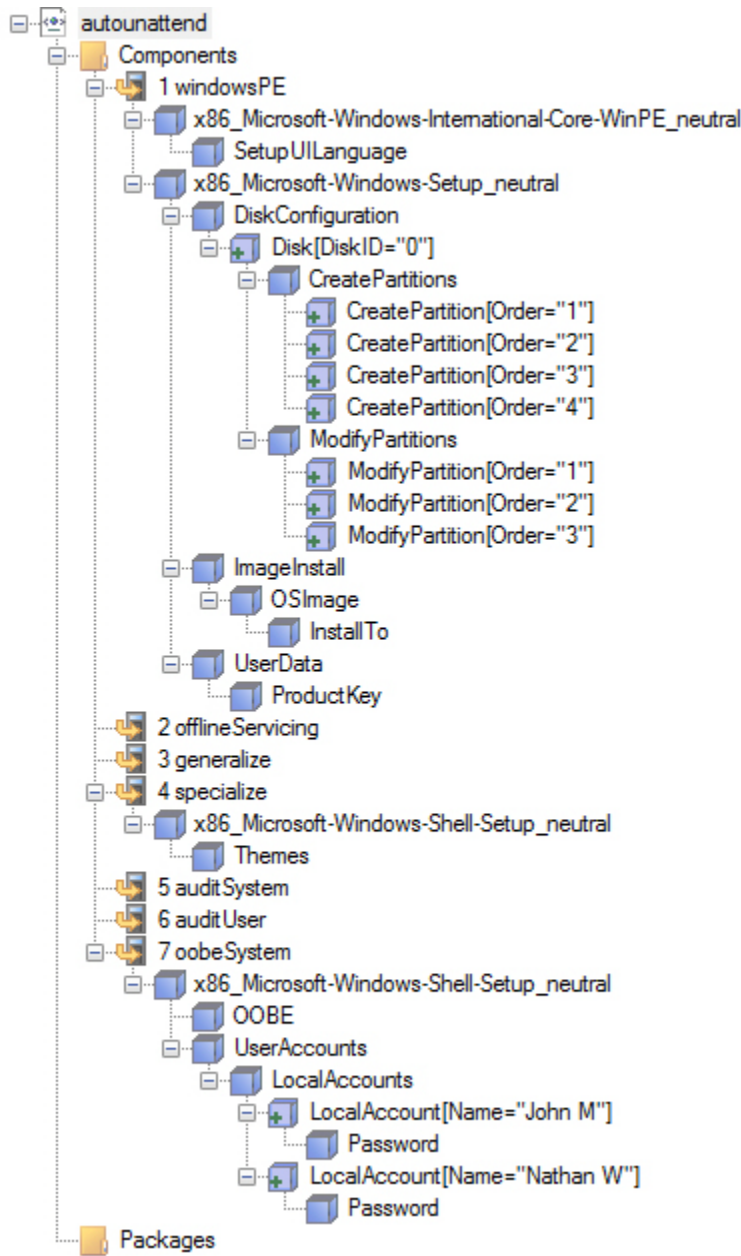 autounattend
Components
1 windowsPE
x86_Microsoft-Windows-International-Core-WinPE_neutral
SetupUILanguage
x86_Microsoft-Windows-Setup_neutral
DiskConfiguration
Disk[DiskID="0"]
CreatePartitions
CreatePartition[Order="1"]
CreatePartition[Order="2"]
CreatePartition[Order="3"]
CreatePartition[Order="4"]
ModifyPartitions
ModifyPartition[Order="1"]
ModifyPartition[Order="2"]
ModifyPartition[Order="3"]
ImageInstall
OSImage
InstallTo
UserData
ProductKey
2 offlineServicing
3 generalize
4 specialize
x86_Microsoft-Windows-Shell-Setup_neutral
Themes
5 auditSystem
6 auditUser
7 oobeSystem
x86_Microsoft-Windows-Shell-Setup_neutral
OOBE
UserAccounts
LocalAccounts
LocalAccount[Name="John M"]
Password
LocalAccount[Name="Nathan W"]
Password
Packages